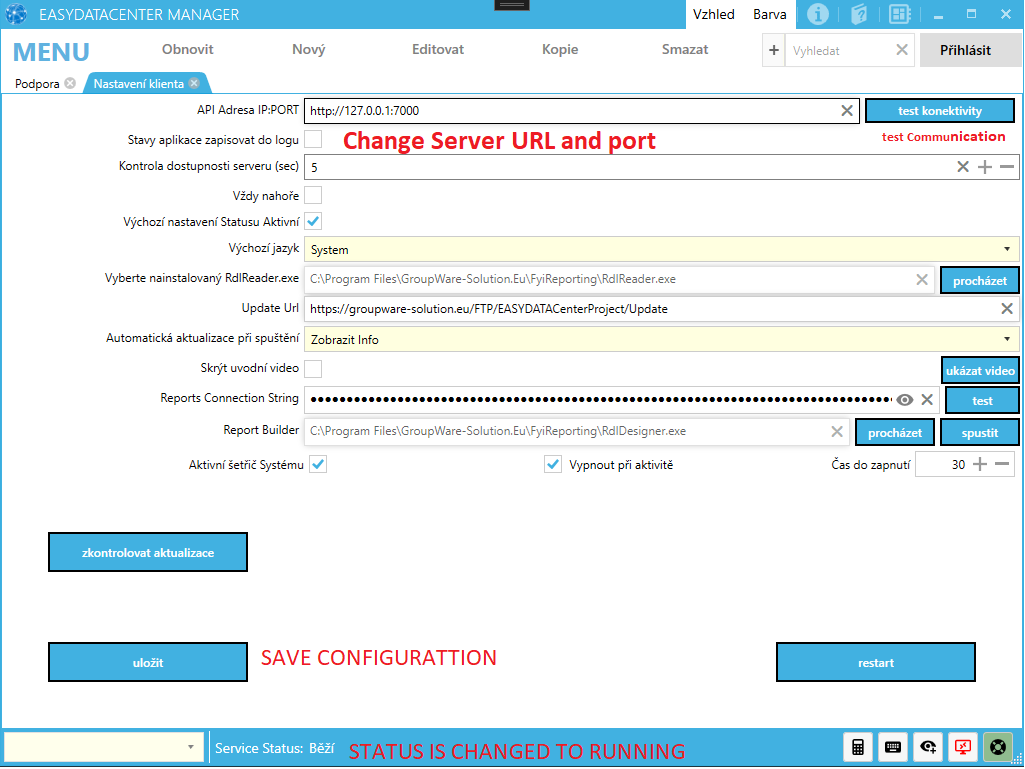 EASYDATACENTER MANAGER Vzhled Barva
MENU Obnovit Nový Editovat Kopie Smazat + Vyhledat Přihlásit
Podpora Nastavení klienta
API Adresa IP:PORT http://127.0.0.1:7000 test konektivity
Stavy aplikace zapisovat do logu Change Server URL and port test Communication
Kontrola dostupnosti serveru (sec) 5
Vždy nahoře
Výchozí nastavení Statusu Aktivní
Výchozí jazyk System
Vyberte nainstalovaný RdlReader.exe C:\Program Files\GroupWare-Solution.Eu\FyiReporting\RdlReader.exe procházet
Update Url https://groupware-solution.eu/FTP/EASYDATACenterProject/Update
Automatická aktualizace při spuštění Zobrazit Info
Skrýt uvodní video ukázat video
Reports Connection String test
Report Builder C:\Program Files\GroupWare-Solution.Eu\FyiReporting\RdlDesigner.exe procházet spustit
Aktivní šetřič Systému Vypnout při aktivitě Čas do zapnutí 30
zkontrolovat aktualizace
uložit SAVE CONFIGURATTION restart
Service Status: Běží STATUS IS CHANGED TO RUNNING